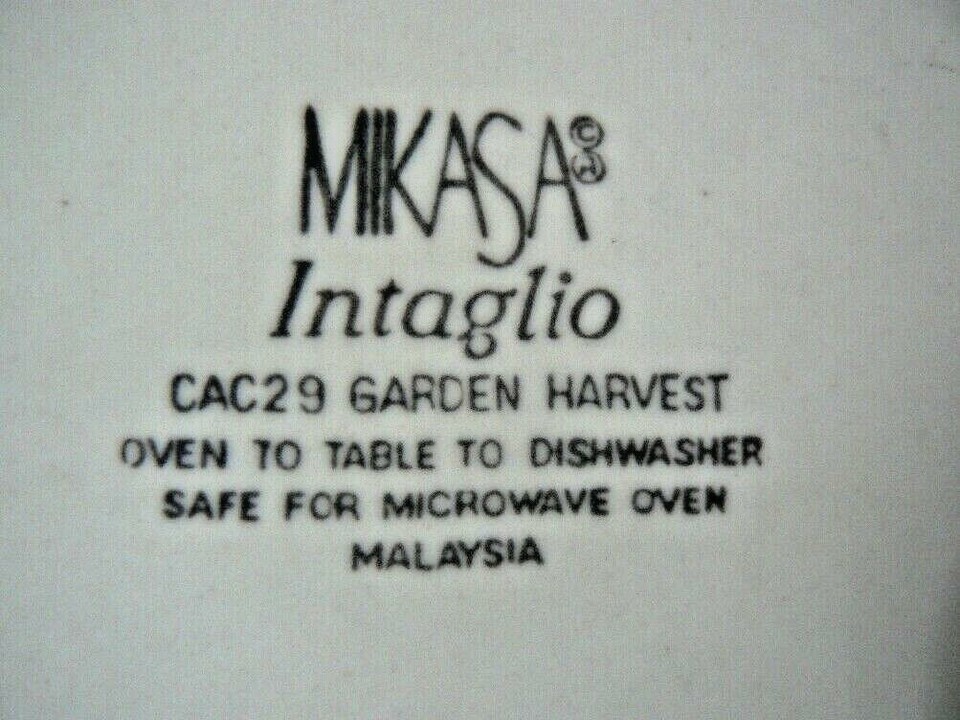 MIKASA©®
Intaglio
CAC29 GARDEN HARVEST
OVEN TO TABLE TO DISHWASHER
SAFE FOR MICROWAVE OVEN
MALAYSIA